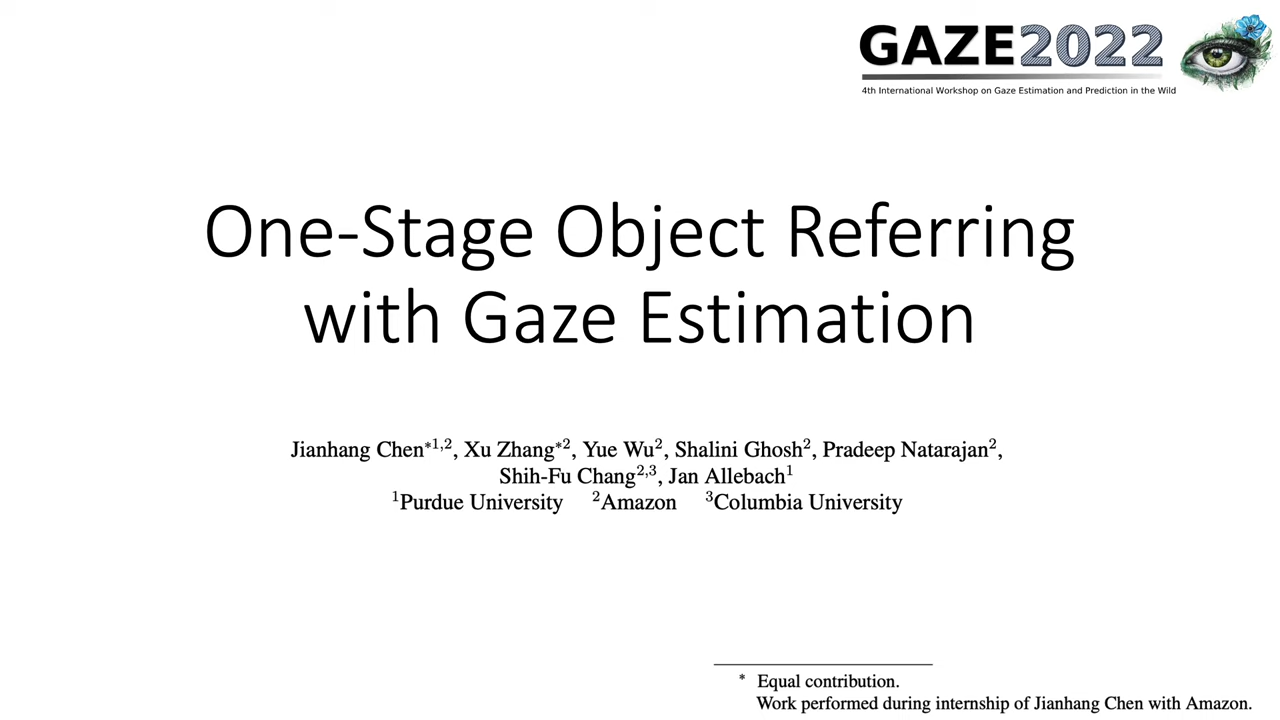 GAZE2022
4th International Workshop on Gaze Estimation and Prediction in the Wild
One-Stage Object Referring
with Gaze Estimation
Jianhang Chen*1,2, Xu Zhang*2, Yue Wu2, Shalini Ghosh2, Pradeep Natarajan2,
Shih-Fu Chang2,3, Jan Allebach1
1Purdue University 2Amazon 3Columbia University
* Equal contribution.
Work performed during internship of Jianhang Chen with Amazon.